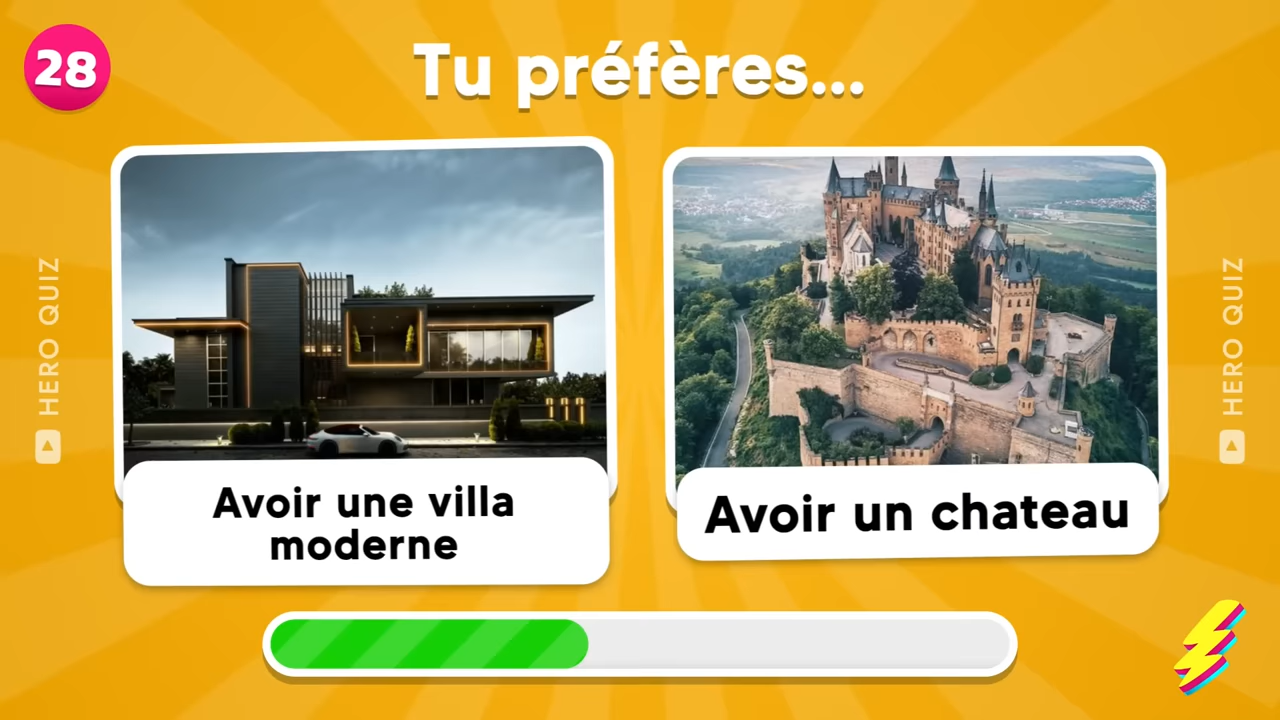 28
Tu préfères...
HERO QUIZ
Avoir une villa
moderne
Avoir un chateau
HERO QUIZ